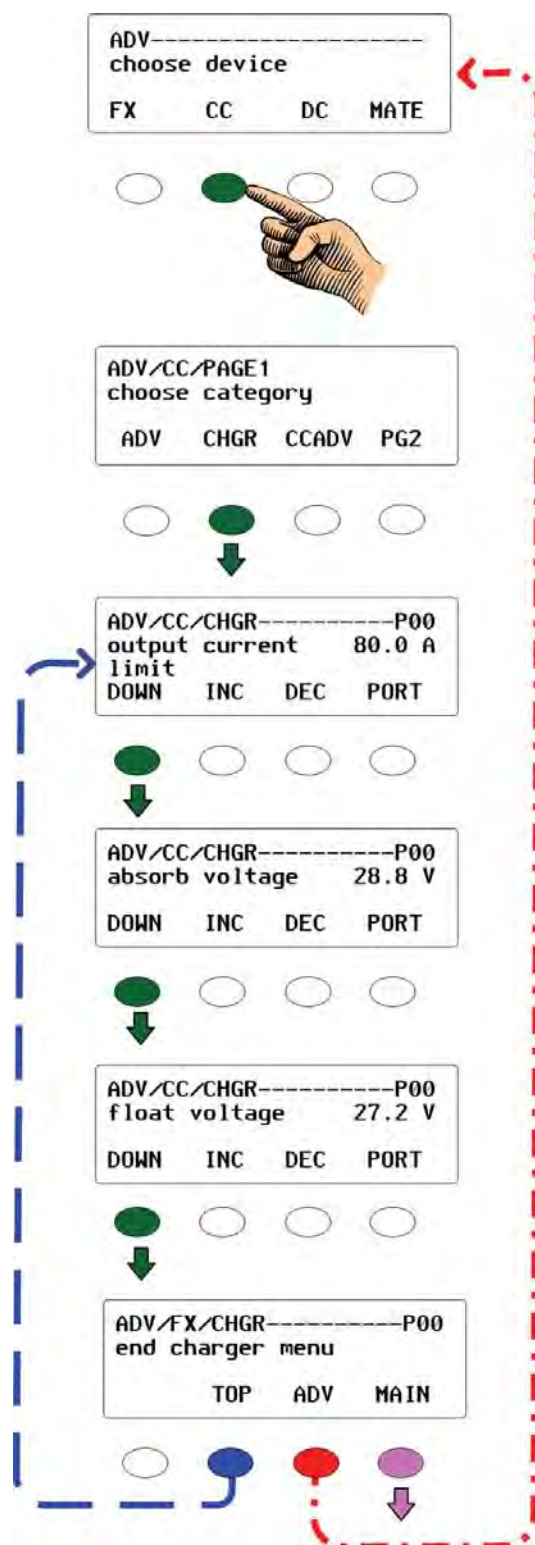 ADV---------------------
choose device
FX CC DC MATE
ADV/CC/PAGE1
choose category
ADV CHGR CCADV PG2
ADV/CC/CHGR----------P00
output current 80.0 A
limit
DOWN INC DEC PORT
ADV/CC/CHGR----------P00
absorb voltage 28.8 V
DOWN INC DEC PORT
ADV/CC/CHGR----------P00
float voltage 27.2 V
DOWN INC DEC PORT
ADV/FX/CHGR----------P00
end charger menu
TOP ADV MAIN